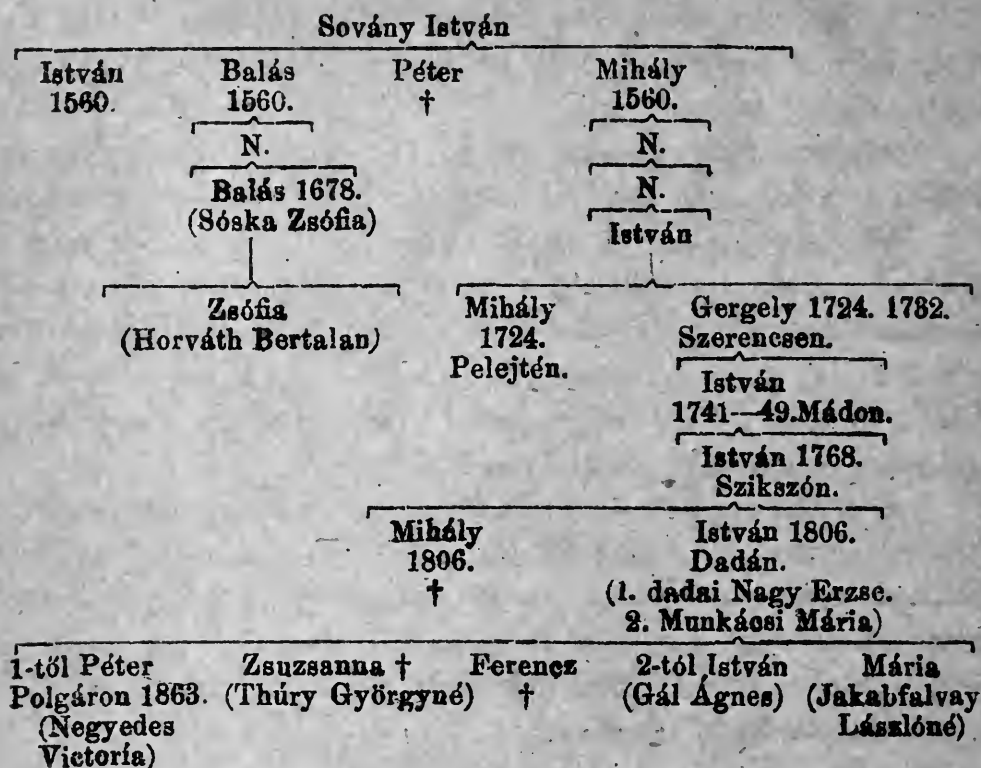 Sovány István
István Balás Péter Mihály
1560. 1560. † 1560.
N. N.
Balás 1678. N.
(Sóska Zsófia) István
Zsófia Mihály Gergely 1724. 1732.
(Horváth Bertalan) 1724. Szerencsen.
Pelejtén. István
1741—49. Mádon.
István 1768.
Szikszón.
Mihály István 1806.
1806. Dadán.
† (1. dadai Nagy Erzse.
2. Munkácsi Mária)
1-től Péter Zsuzsanna † Ferencz 2-tól István Mária
Polgáron 1863. (Thúry Györgyné) † (Gál Ágnes) (Jakabfalvay
(Negyedes Lászlóné)
Victoria)